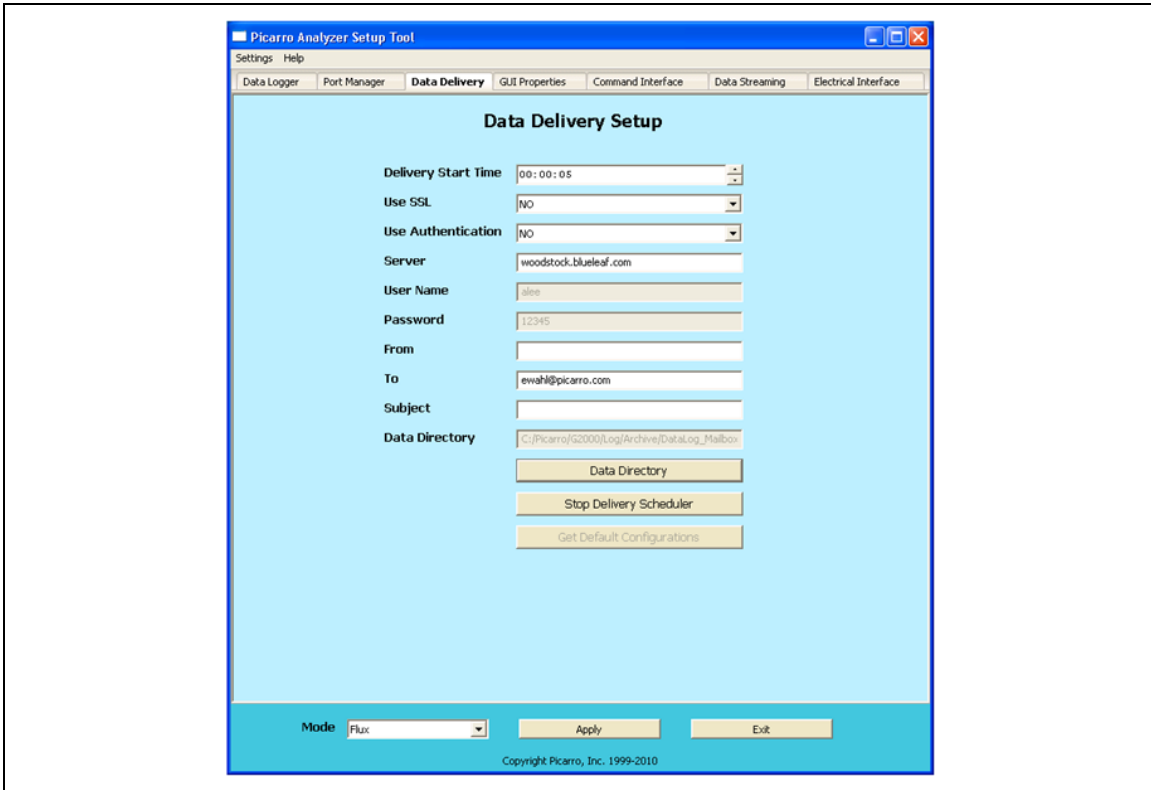 Picarro Analyzer Setup Tool
Settings Help
Data Logger Port Manager Data Delivery GUI Properties Command Interface Data Streaming Electrical Interface
Data Delivery Setup
Delivery Start Time 00:00:05
Use SSL NO
Use Authentication NO
Server woodstock.blueleaf.com
User Name alee
Password 12345
From
To ewahl@picarro.com
Subject
Data Directory C:/Picarro/G2000/Log/Archive/DataLog_Mailbox
Data Directory
Stop Delivery Scheduler
Get Default Configurations
Mode Flux Apply Exit
Copyright Picarro, Inc. 1999-2010